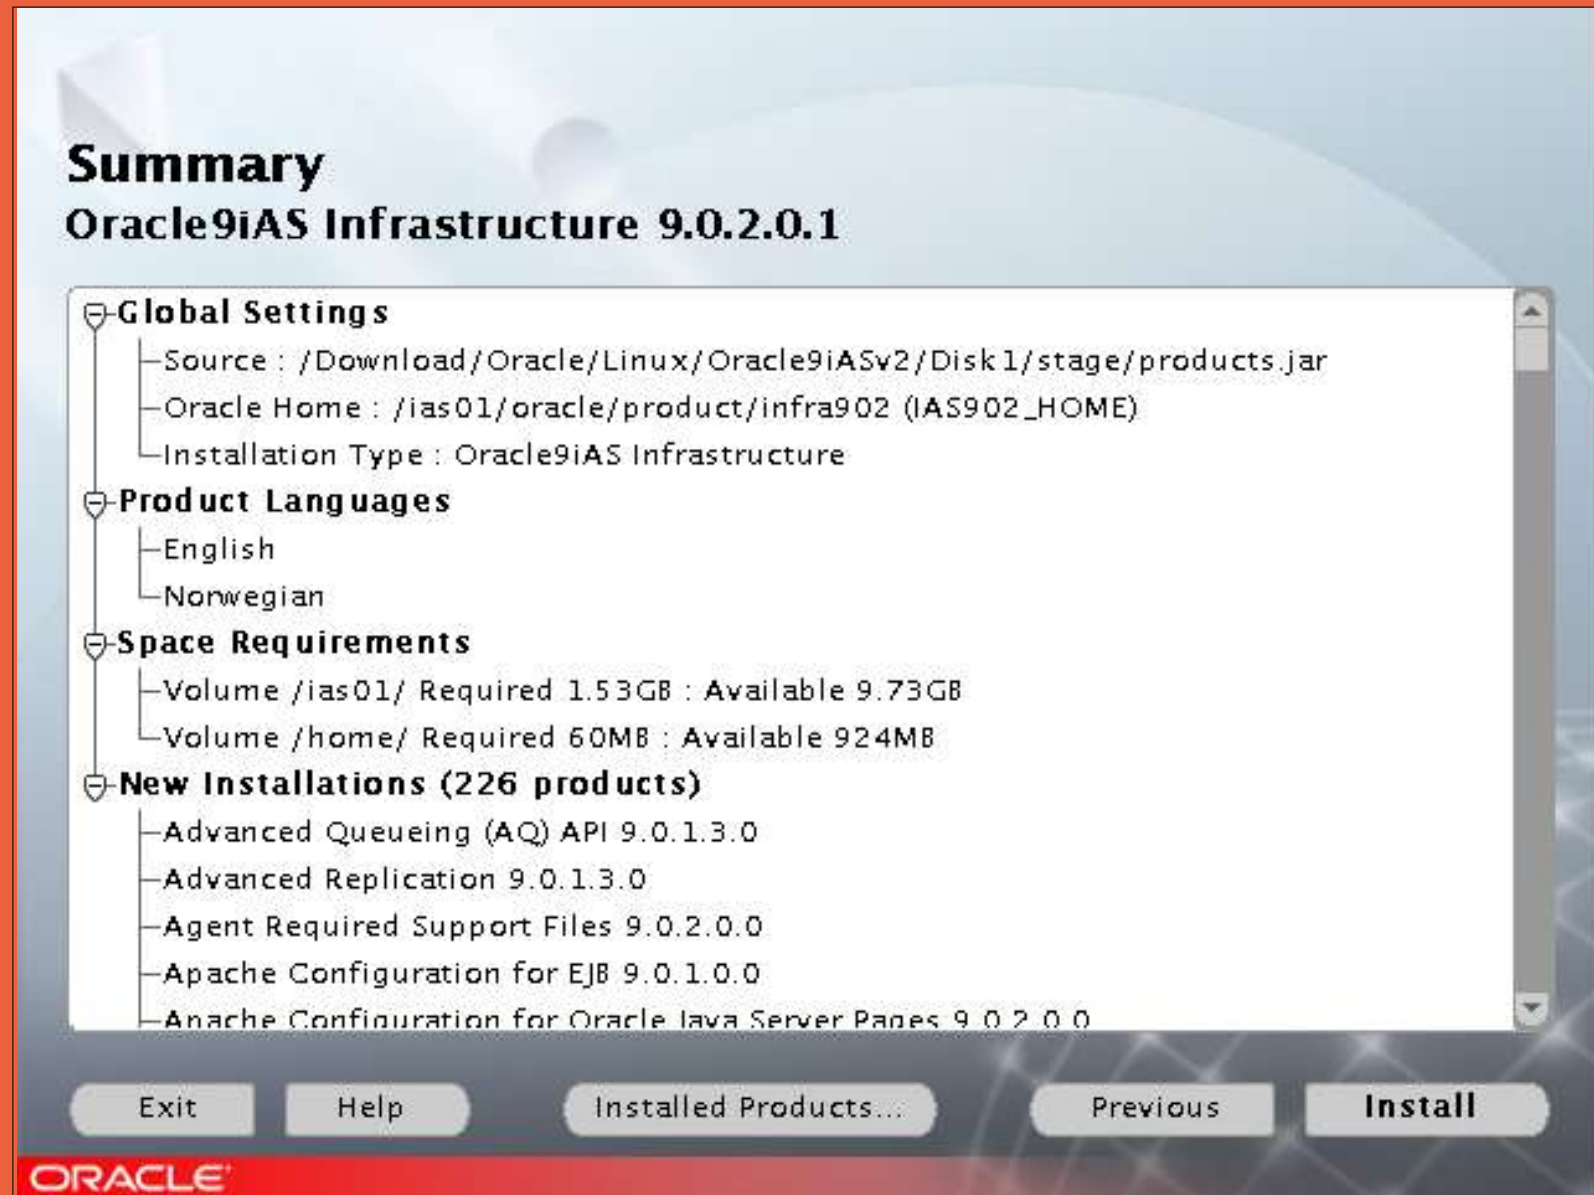 Summary
Oracle9iAS Infrastructure 9.0.2.0.1
Global Settings
Source : /Download/Oracle/Linux/Oracle9iASv2/Disk1/stage/products.jar
Oracle Home : /ias01/oracle/product/infra902 (IAS902_HOME)
Installation Type : Oracle9iAS Infrastructure
Product Languages
English
Norwegian
Space Requirements
Volume /ias01/ Required 1.53GB : Available 9.73GB
Volume /home/ Required 60MB : Available 924MB
New Installations (226 products)
Advanced Queueing (AQ) API 9.0.1.3.0
Advanced Replication 9.0.1.3.0
Agent Required Support Files 9.0.2.0.0
Apache Configuration for EJB 9.0.1.0.0
Apache Configuration for Oracle Java Server Pages 9.0.2.0.0
Exit Help Installed Products... Previous Install
ORACLE